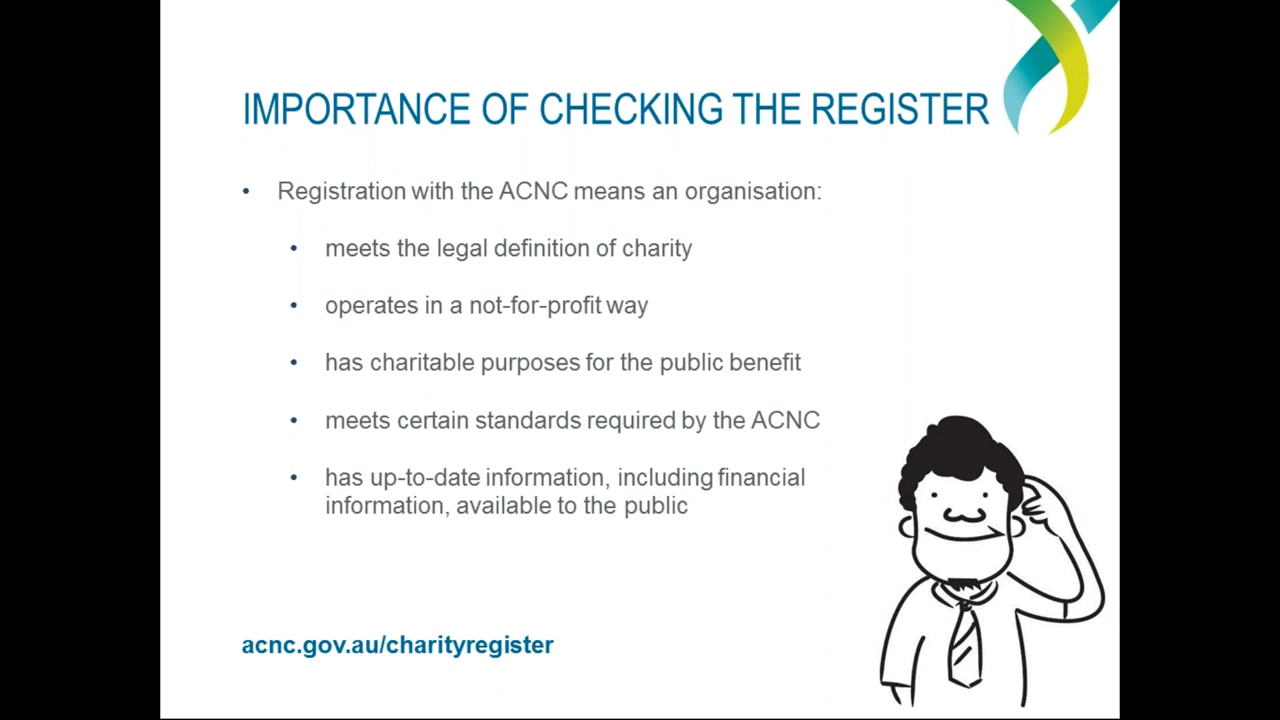 IMPORTANCE OF CHECKING THE REGISTER
• Registration with the ACNC means an organisation:
• meets the legal definition of charity
• operates in a not-for-profit way
• has charitable purposes for the public benefit
• meets certain standards required by the ACNC
• has up-to-date information, including financial
information, available to the public
acnc.gov.au/charityregister